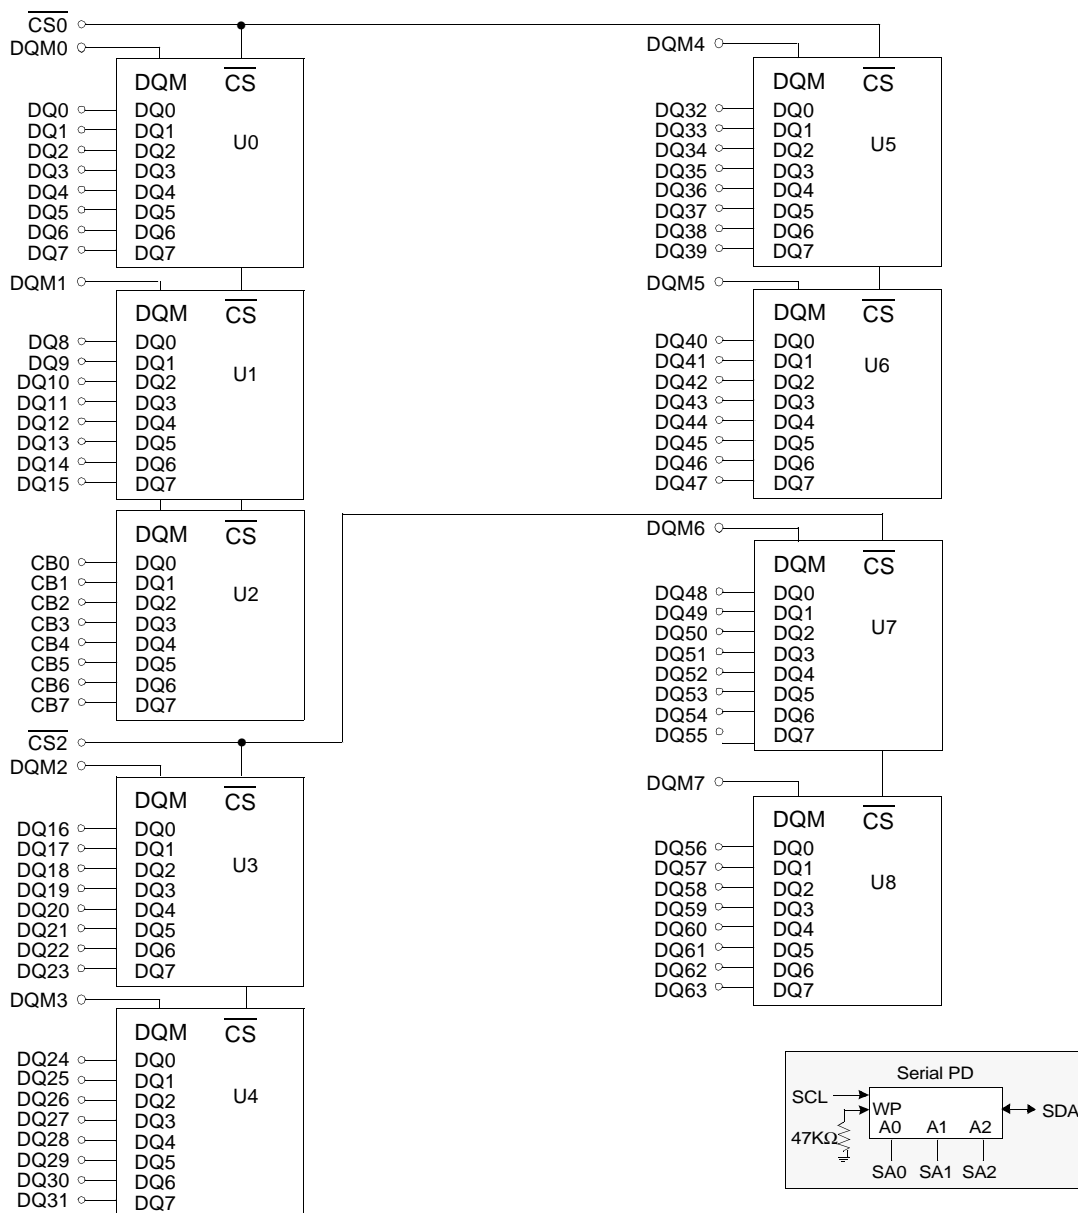 CS0
DQM0
DQM CS
DQ0 DQ0
DQ1 DQ1
DQ2 DQ2
DQ3 DQ3
DQ4 DQ4
DQ5 DQ5
DQ6 DQ6
DQ7 DQ7
U0
DQM1
DQM CS
DQ8 DQ0
DQ9 DQ1
DQ10 DQ2
DQ11 DQ3
DQ12 DQ4
DQ13 DQ5
DQ14 DQ6
DQ15 DQ7
U1
DQM CS
CB0 DQ0
CB1 DQ1
CB2 DQ2
CB3 DQ3
CB4 DQ4
CB5 DQ5
CB6 DQ6
CB7 DQ7
U2
CS2
DQM2
DQM CS
DQ16 DQ0
DQ17 DQ1
DQ18 DQ2
DQ19 DQ3
DQ20 DQ4
DQ21 DQ5
DQ22 DQ6
DQ23 DQ7
U3
DQM3
DQM CS
DQ24 DQ0
DQ25 DQ1
DQ26 DQ2
DQ27 DQ3
DQ28 DQ4
DQ29 DQ5
DQ30 DQ6
DQ31 DQ7
U4
DQM4
DQM CS
DQ32 DQ0
DQ33 DQ1
DQ34 DQ2
DQ35 DQ3
DQ36 DQ4
DQ37 DQ5
DQ38 DQ6
DQ39 DQ7
U5
DQM5
DQM CS
DQ40 DQ0
DQ41 DQ1
DQ42 DQ2
DQ43 DQ3
DQ44 DQ4
DQ45 DQ5
DQ46 DQ6
DQ47 DQ7
U6
DQM6
DQM CS
DQ48 DQ0
DQ49 DQ1
DQ50 DQ2
DQ51 DQ3
DQ52 DQ4
DQ53 DQ5
DQ54 DQ6
DQ55 DQ7
U7
DQM7
DQM CS
DQ56 DQ0
DQ57 DQ1
DQ58 DQ2
DQ59 DQ3
DQ60 DQ4
DQ61 DQ5
DQ62 DQ6
DQ63 DQ7
U8
Serial PD
SCL
WP
SDA
A0 A1 A2
47KΩ
SA0 SA1 SA2